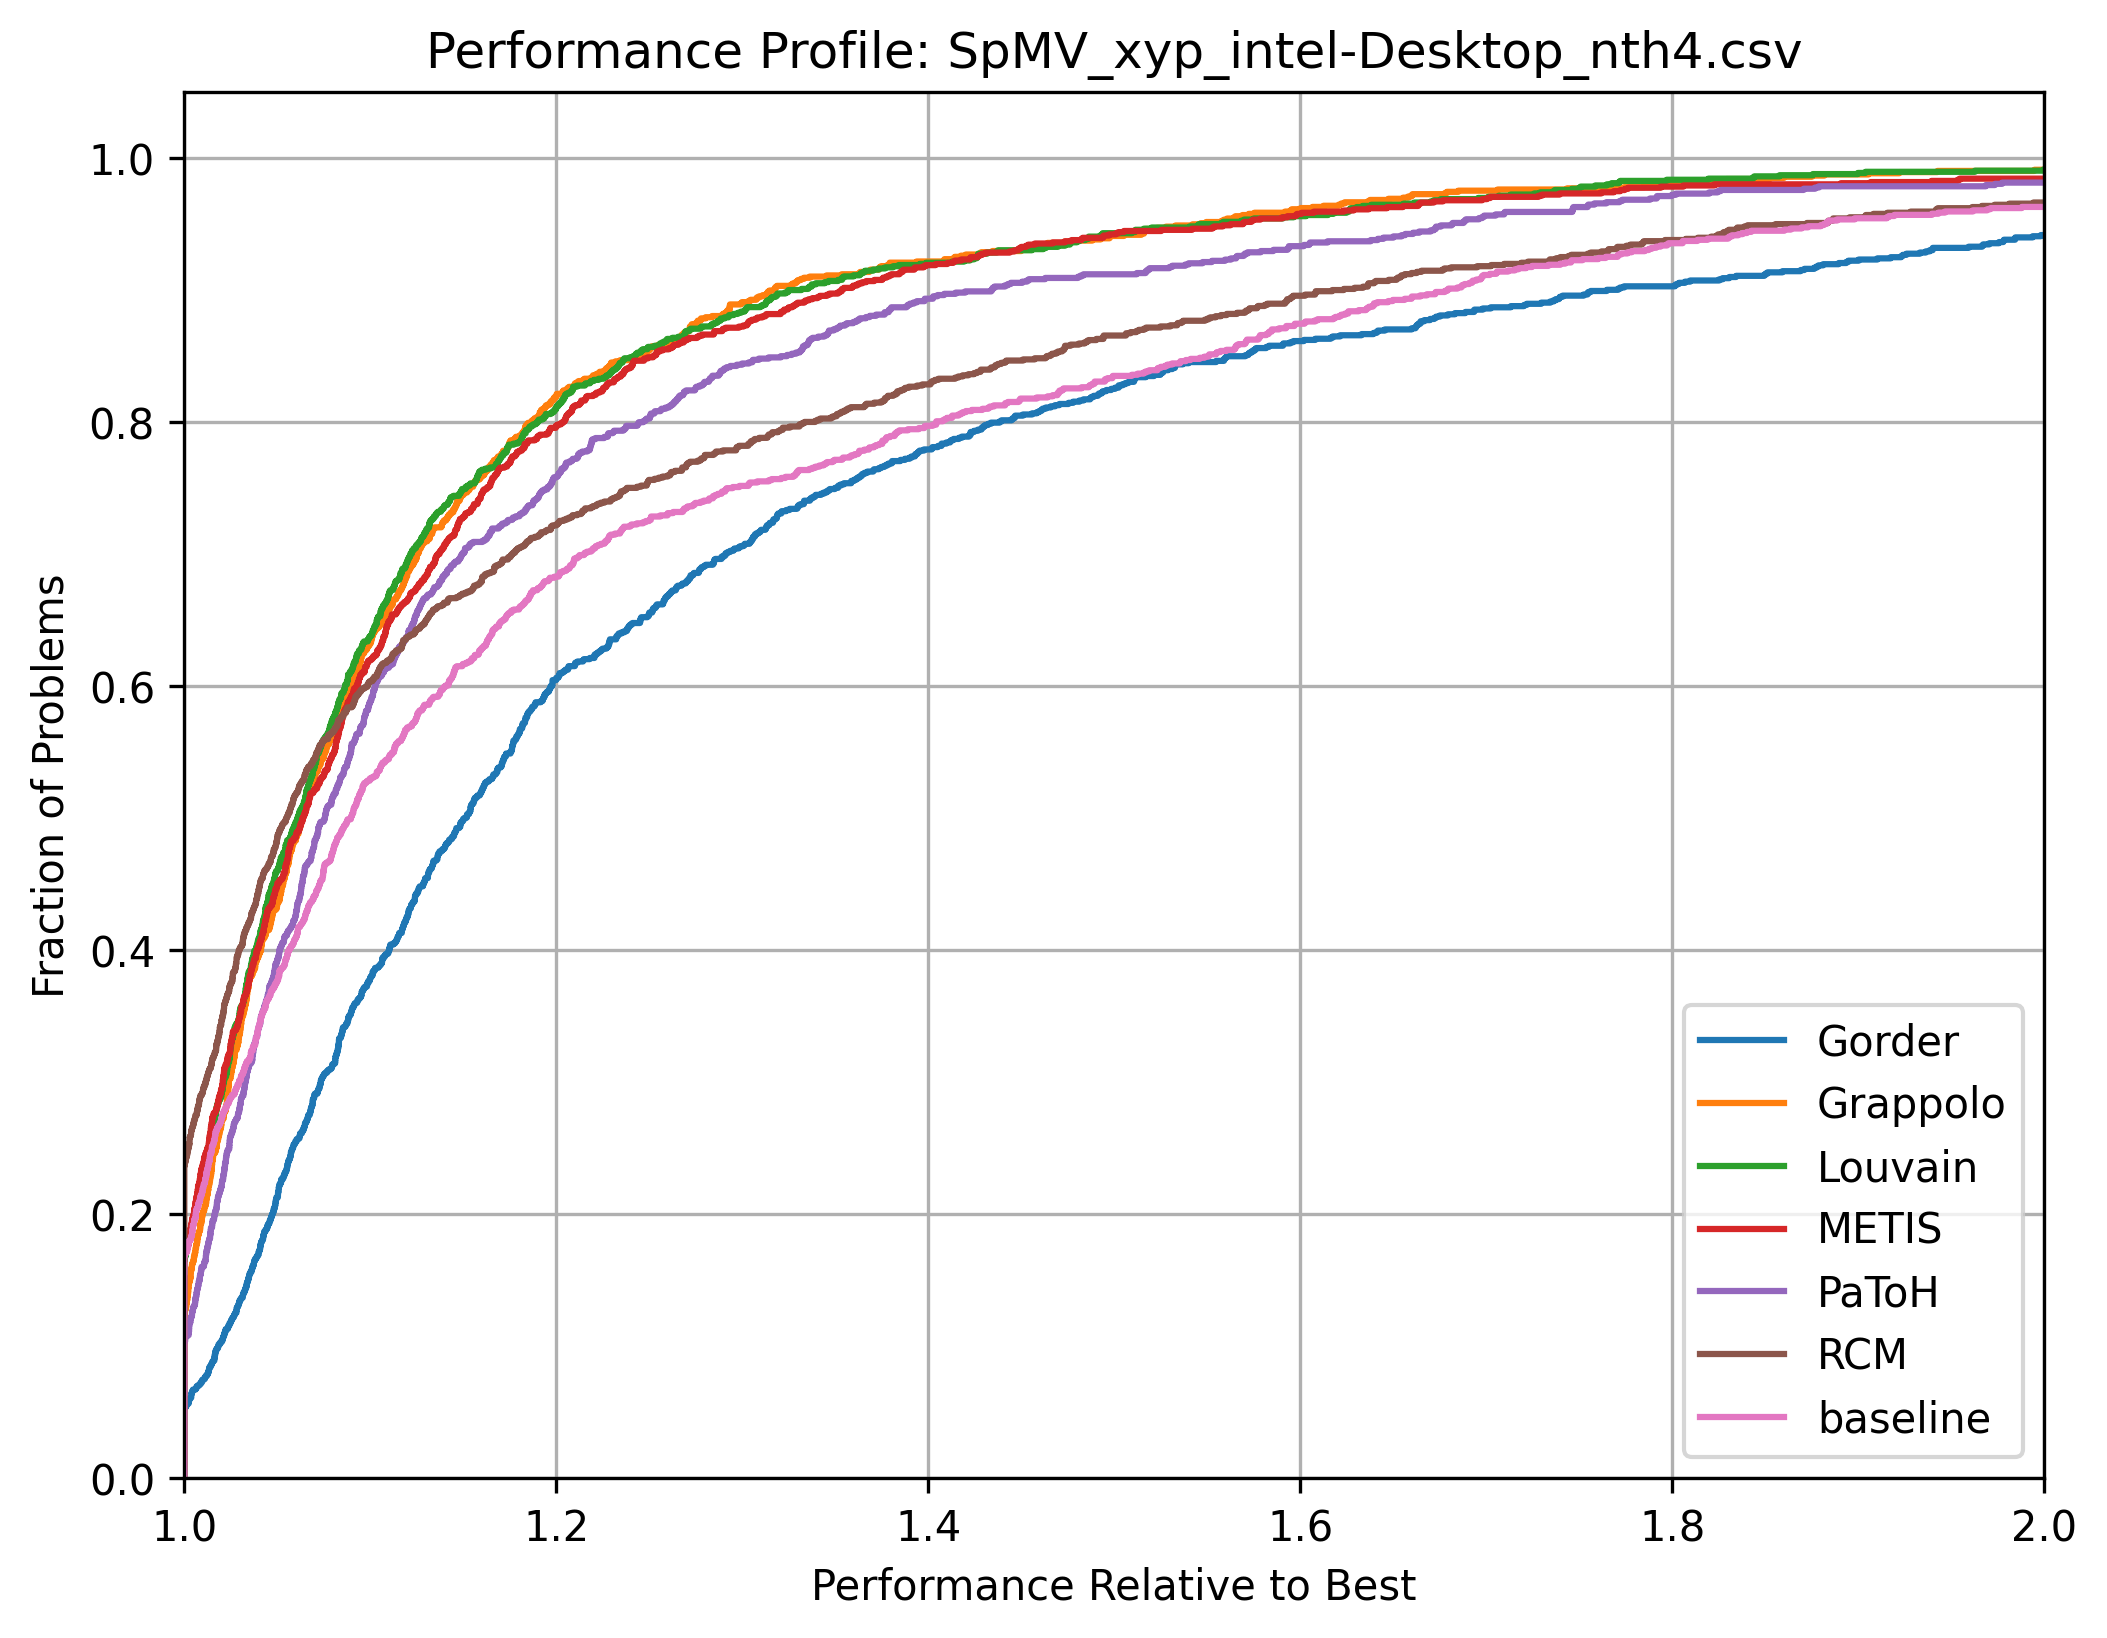 Performance Profile: SpMV_xyp_intel-Desktop_nth4.csv
1.0
0.8
0.6
0.4
0.2
0.0
Fraction of Problems
Gorder
Grappolo
Louvain
METIS
PaToH
RCM
baseline
1.0 1.2 1.4 1.6 1.8 2.0
Performance Relative to Best